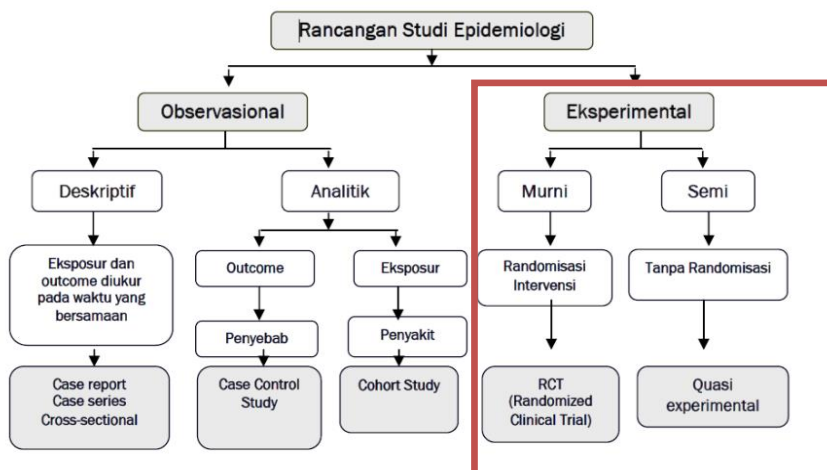 Rancangan Studi Epidemiologi
Observasional
Eksperimental
Deskriptif
Analitik
Murni
Semi
Eksposur dan
outcome diukur
pada waktu yang
bersamaan
Outcome
Eksposur
Randomisasi
Intervensi
Tanpa Randomisasi
Penyebab
Penyakit
Case report
Case series
Cross-sectional
Case Control
Study
Cohort Study
RCT
(Randomized
Clinical Trial)
Quasi
experimental